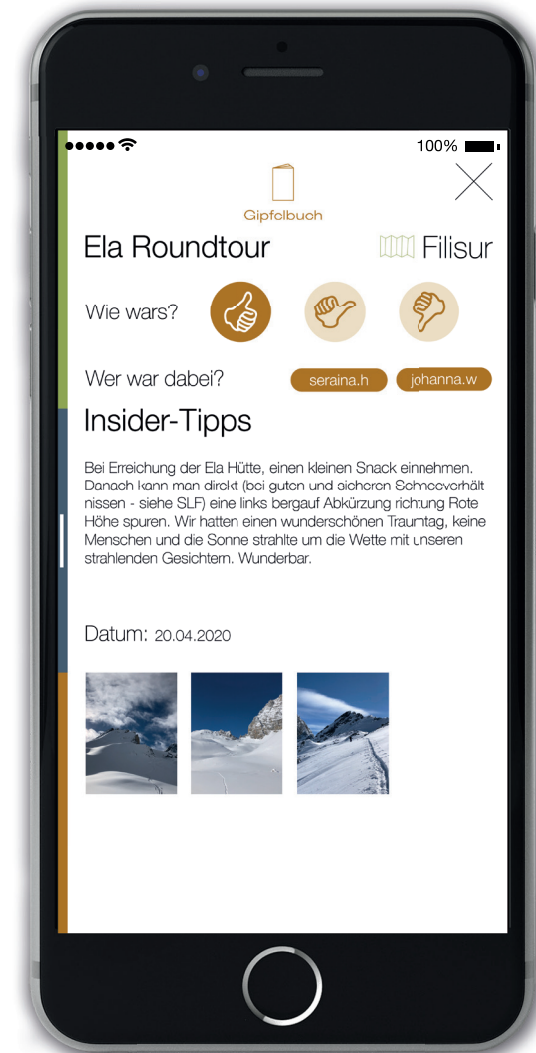 100%
Gipfelbuch
Ela Roundtour
Filisur
Wie wars?
Wer war dabei?
seraina.h
johanna.w
Insider-Tipps
Bei Erreichung der Ela Hütte, einen kleinen Snack einnehmen.
Danach kann man direkt (bei guten und sicheren Schneeverhält
nissen - siehe SLF) eine links bergauf Abkürzung richtung Rote
Höhe spuren. Wir hatten einen wunderschönen Traumtag, keine
Menschen und die Sonne strahlte um die Wette mit unseren
strahlenden Gesichtern. Wunderbar.
Datum: 20.04.2020